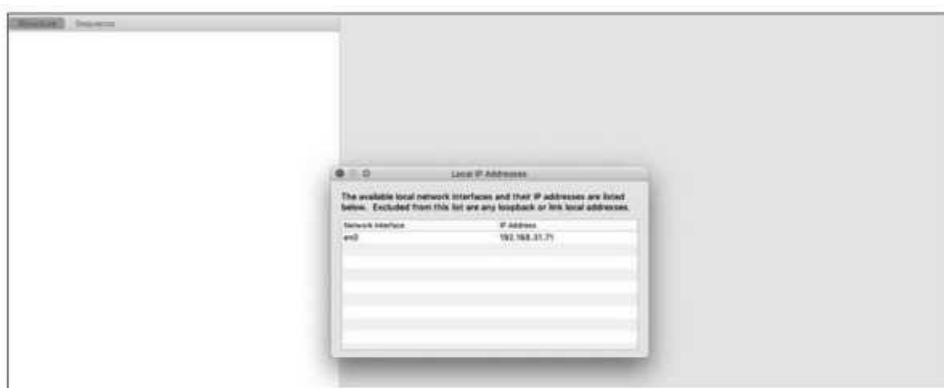 Structure Sequence
Local IP Addresses
The available local network interfaces and their IP addresses are listed
below. Excluded from this list are any loopback or link local addresses.
Network Interface IP Address
en0 192.168.31.71